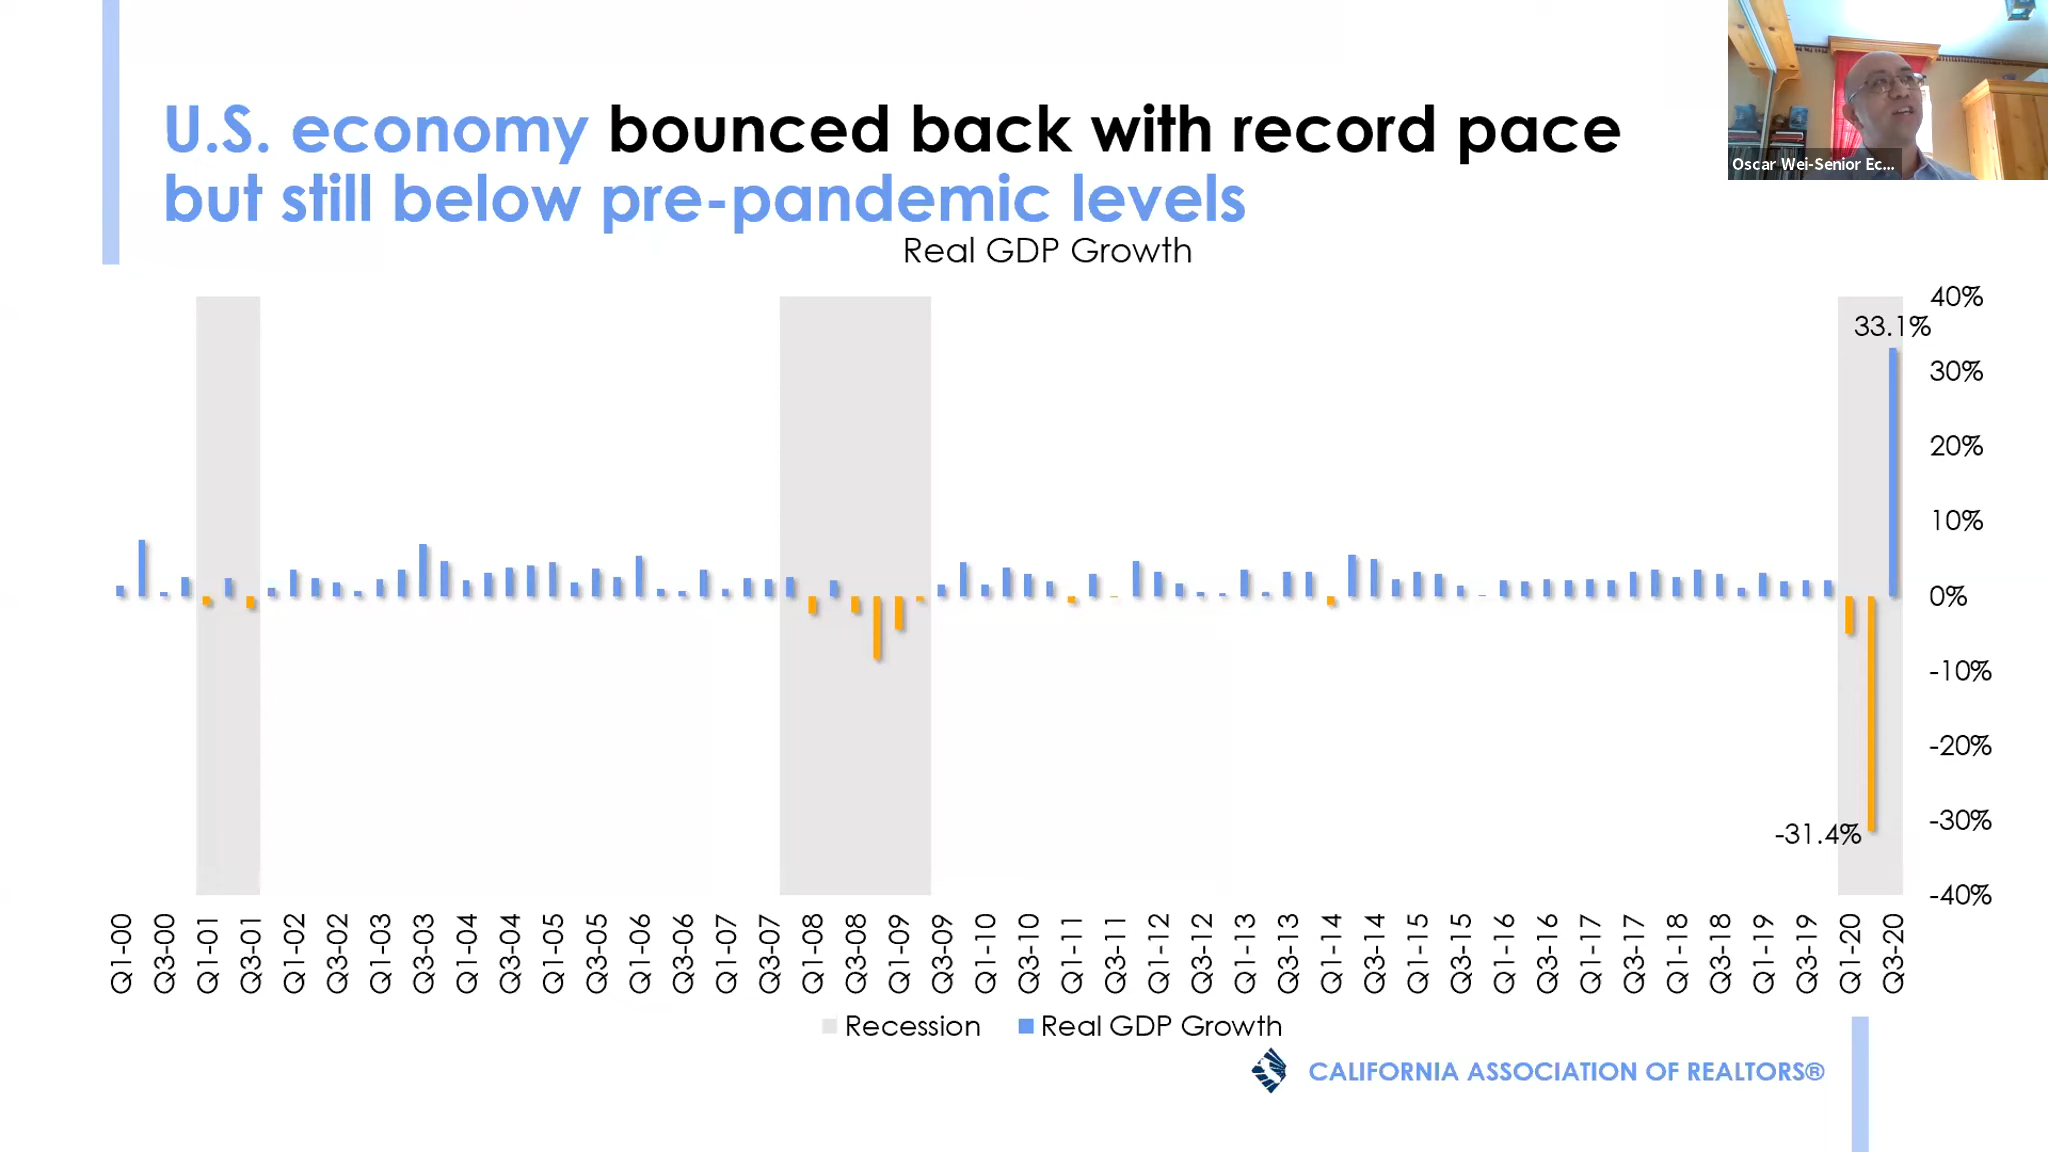 U.S. economy bounced back with record pace
but still below pre-pandemic levels
Oscar Wei-Senior Ec...
Real GDP Growth
40%
33.1%
30%
20%
10%
0%
-10%
-20%
-30%
-31.4%
-40%
Q1-00 Q3-00 Q1-01 Q3-01 Q1-02 Q3-02 Q1-03 Q3-03 Q1-04 Q3-04 Q1-05 Q3-05 Q1-06 Q3-06 Q1-07 Q3-07 Q1-08 Q3-08 Q1-09 Q3-09 Q1-10 Q3-10 Q1-11 Q3-11 Q1-12 Q3-12 Q1-13 Q3-13 Q1-14 Q3-14 Q1-15 Q3-15 Q1-16 Q3-16 Q1-17 Q3-17 Q1-18 Q3-18 Q1-19 Q3-19 Q1-20 Q3-20
Recession Real GDP Growth
CALIFORNIA ASSOCIATION OF REALTORS®